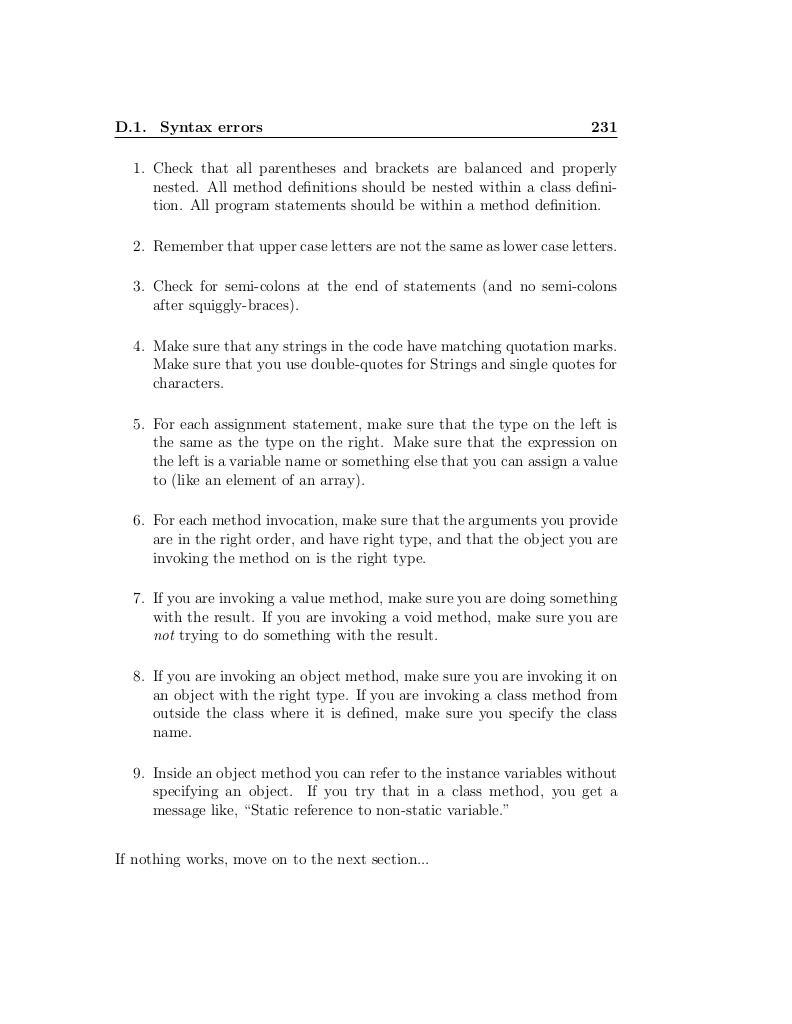 D.1. Syntax errors 231
1. Check that all parentheses and brackets are balanced and properly
nested. All method definitions should be nested within a class defini-
tion. All program statements should be within a method definition.
2. Remember that upper case letters are not the same as lower case letters.
3. Check for semi-colons at the end of statements (and no semi-colons
after squiggly-braces).
4. Make sure that any strings in the code have matching quotation marks.
Make sure that you use double-quotes for Strings and single quotes for
characters.
5. For each assignment statement, make sure that the type on the left is
the same as the type on the right. Make sure that the expression on
the left is a variable name or something else that you can assign a value
to (like an element of an array).
6. For each method invocation, make sure that the arguments you provide
are in the right order, and have right type, and that the object you are
invoking the method on is the right type.
7. If you are invoking a value method, make sure you are doing something
with the result. If you are invoking a void method, make sure you are
not trying to do something with the result.
8. If you are invoking an object method, make sure you are invoking it on
an object with the right type. If you are invoking a class method from
outside the class where it is defined, make sure you specify the class
name.
9. Inside an object method you can refer to the instance variables without
specifying an object. If you try that in a class method, you get a
message like, “Static reference to non-static variable.”
If nothing works, move on to the next section...